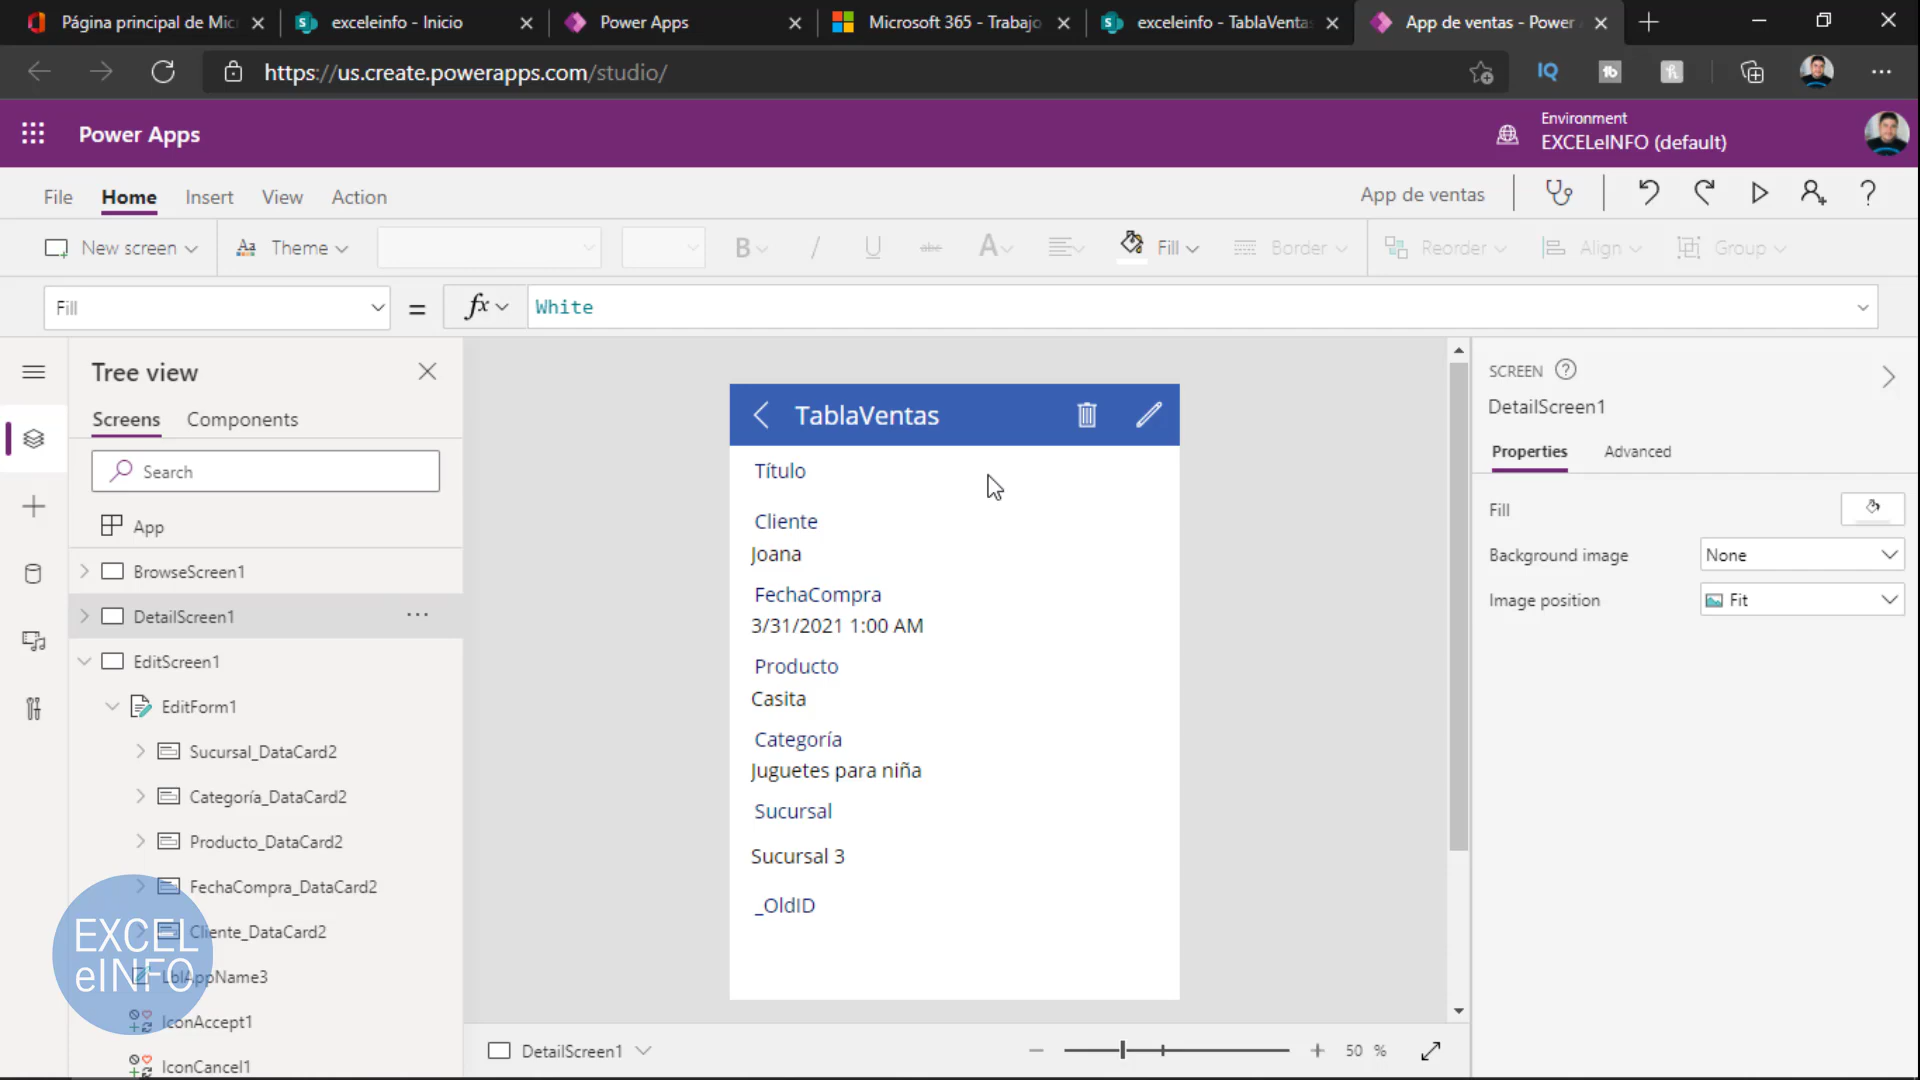 Página principal de Mic
exceleinfo - Inicio
Power Apps
Microsoft 365 - Trabajo
exceleinfo - TablaVentas
App de ventas - Power A
https://us.create.powerapps.com/studio/
IQ
Power Apps
Environment
EXCELeINFO (default)
File
Home
Insert
View
Action
App de ventas
New screen
Theme
B
I
U
abc
A
Fill
Border
Reorder
Align
Group
Fill
=
fx
White
Tree view
Screens
Components
Search
App
BrowseScreen1
DetailScreen1
EditScreen1
EditForm1
Sucursal_DataCard2
Categoría_DataCard2
Producto_DataCard2
FechaCompra_DataCard2
Cliente_DataCard2
LblAppName3
IconAccept1
IconCancel1
EXCEL
eINFO
TablaVentas
Título
Cliente
Joana
FechaCompra
3/31/2021 1:00 AM
Producto
Casita
Categoría
Juguetes para niña
Sucursal
Sucursal 3
_OldID
SCREEN
DetailScreen1
Properties
Advanced
Fill
Background image
None
Image position
Fit
DetailScreen1
50 %